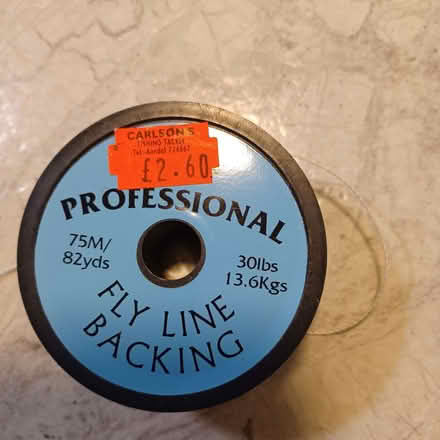 CARLSON'S
FISHING TACKLE
£2.60
PROFESSIONAL
75M/
82yds
30lbs
13.6Kgs
FLY LINE
BACKING